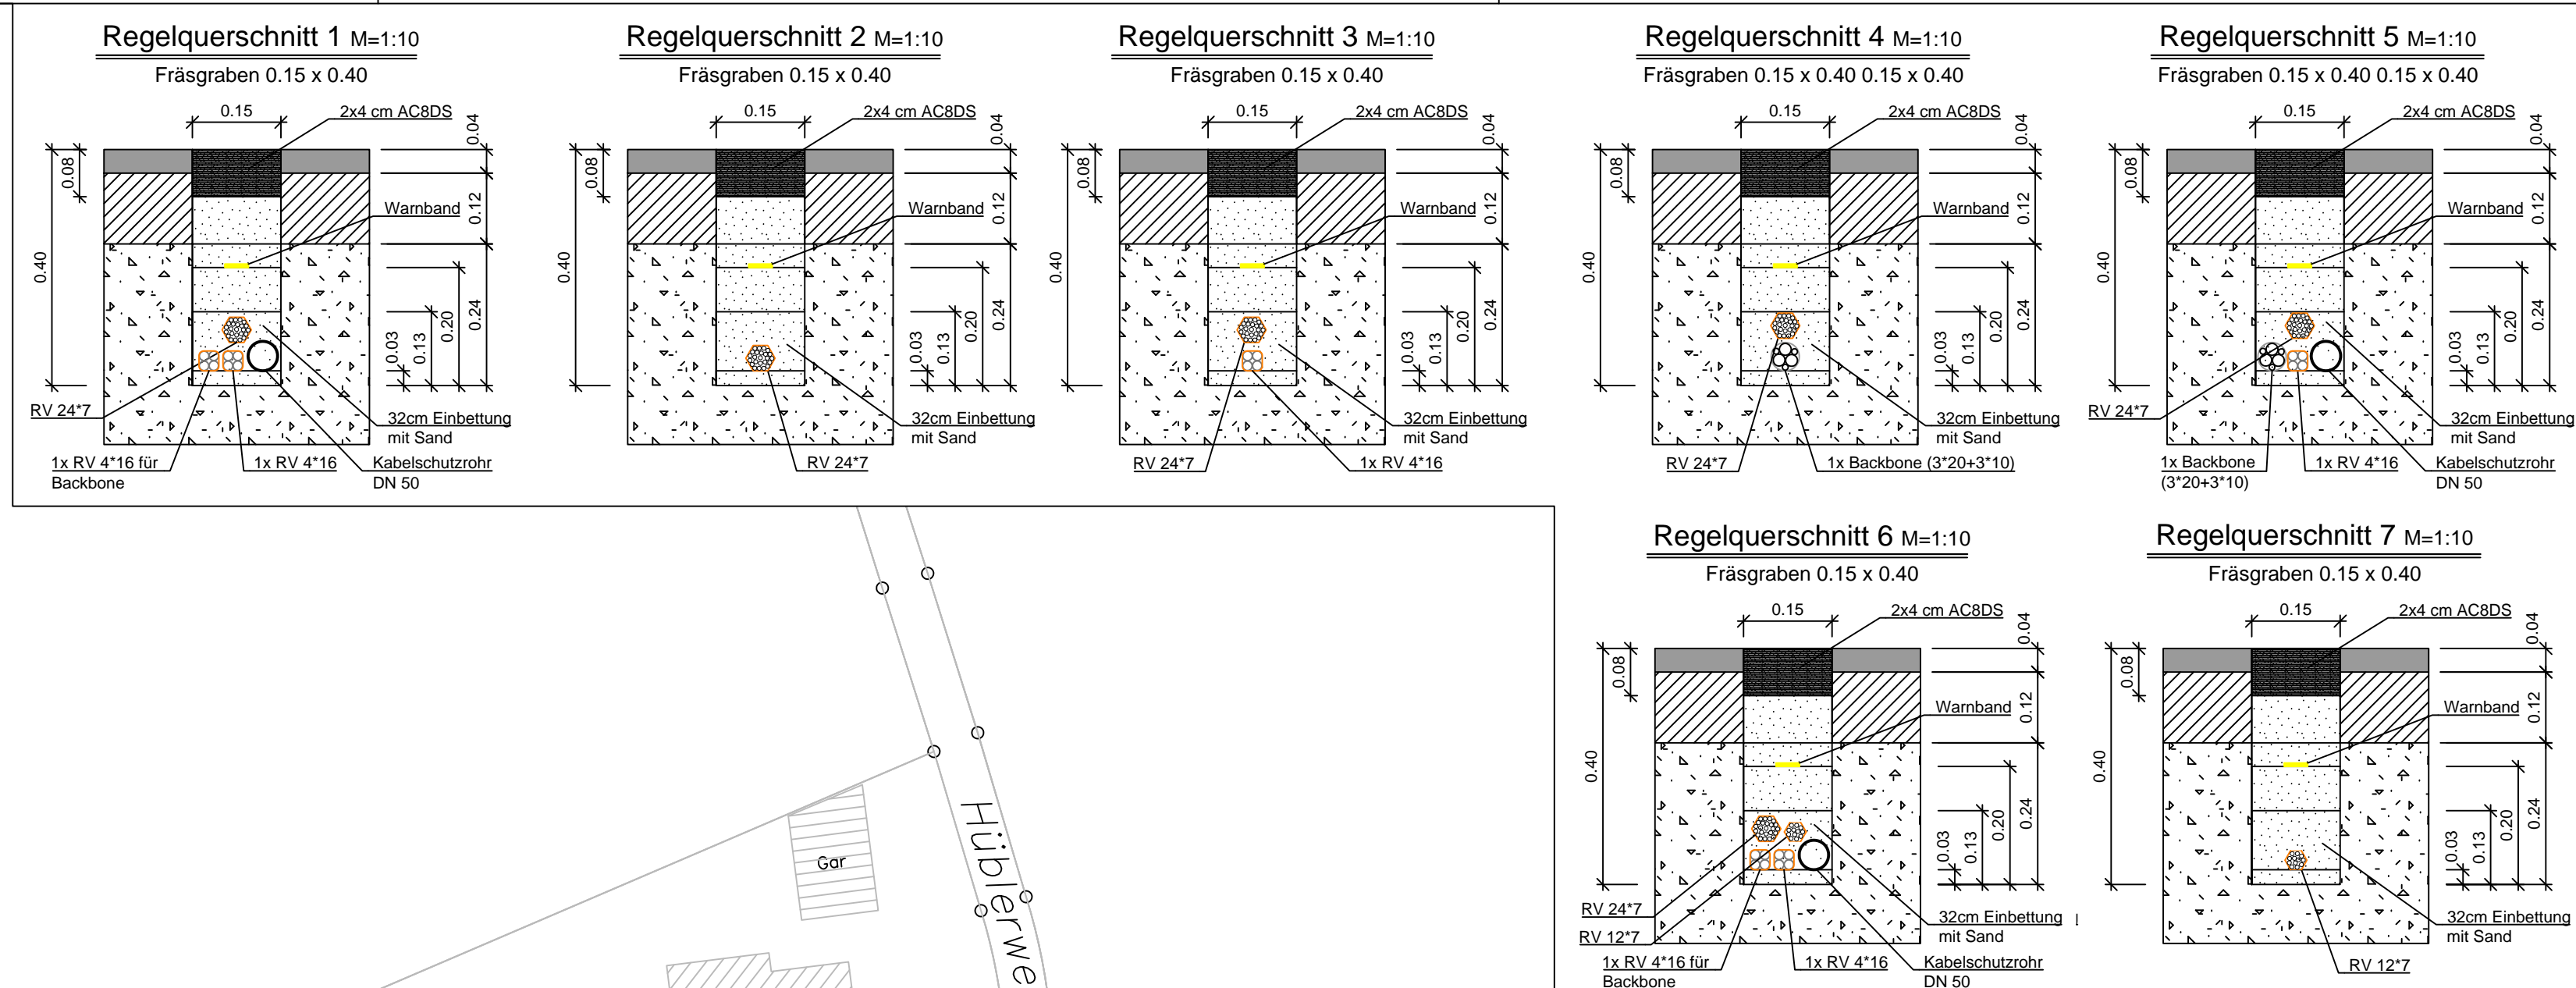 Regelquerschnitt 1 M=1:10
Fräsgraben 0.15 x 0.40
0.15
2x4 cm AC8DS
0.04
0.08
Warnband
0.12
0.40
0.24
0.20
0.13
0.03
RV 24*7
32cm Einbettung
mit Sand
1x RV 4*16 für
Backbone
1x RV 4*16
Kabelschutzrohr
DN 50
Regelquerschnitt 2 M=1:10
Fräsgraben 0.15 x 0.40
0.15
2x4 cm AC8DS
0.04
0.08
Warnband
0.12
0.40
0.24
0.20
0.13
0.03
32cm Einbettung
mit Sand
RV 24*7
Regelquerschnitt 3 M=1:10
Fräsgraben 0.15 x 0.40
0.15
2x4 cm AC8DS
0.04
0.08
Warnband
0.12
0.40
0.24
0.20
0.13
0.03
32cm Einbettung
mit Sand
RV 24*7
1x RV 4*16
Regelquerschnitt 4 M=1:10
Fräsgraben 0.15 x 0.40 0.15 x 0.40
0.15
2x4 cm AC8DS
0.04
0.08
Warnband
0.12
0.40
0.24
0.20
0.13
0.03
32cm Einbettung
mit Sand
RV 24*7
1x Backbone (3*20+3*10)
Regelquerschnitt 5 M=1:10
Fräsgraben 0.15 x 0.40 0.15 x 0.40
0.15
2x4 cm AC8DS
0.04
0.08
Warnband
0.12
0.40
0.24
0.20
0.13
0.03
RV 24*7
32cm Einbettung
mit Sand
1x Backbone
(3*20+3*10)
1x RV 4*16
Kabelschutzrohr
DN 50
Regelquerschnitt 6 M=1:10
Fräsgraben 0.15 x 0.40
0.15
2x4 cm AC8DS
0.04
0.08
Warnband
0.12
0.40
0.24
0.20
0.13
0.03
RV 24*7
RV 12*7
32cm Einbettung
mit Sand
1x RV 4*16 für
Backbone
1x RV 4*16
Kabelschutzrohr
DN 50
Regelquerschnitt 7 M=1:10
Fräsgraben 0.15 x 0.40
0.15
2x4 cm AC8DS
0.04
0.08
Warnband
0.12
0.40
0.24
0.20
0.13
0.03
32cm Einbettung
mit Sand
RV 12*7
Gar
Hüblerwe